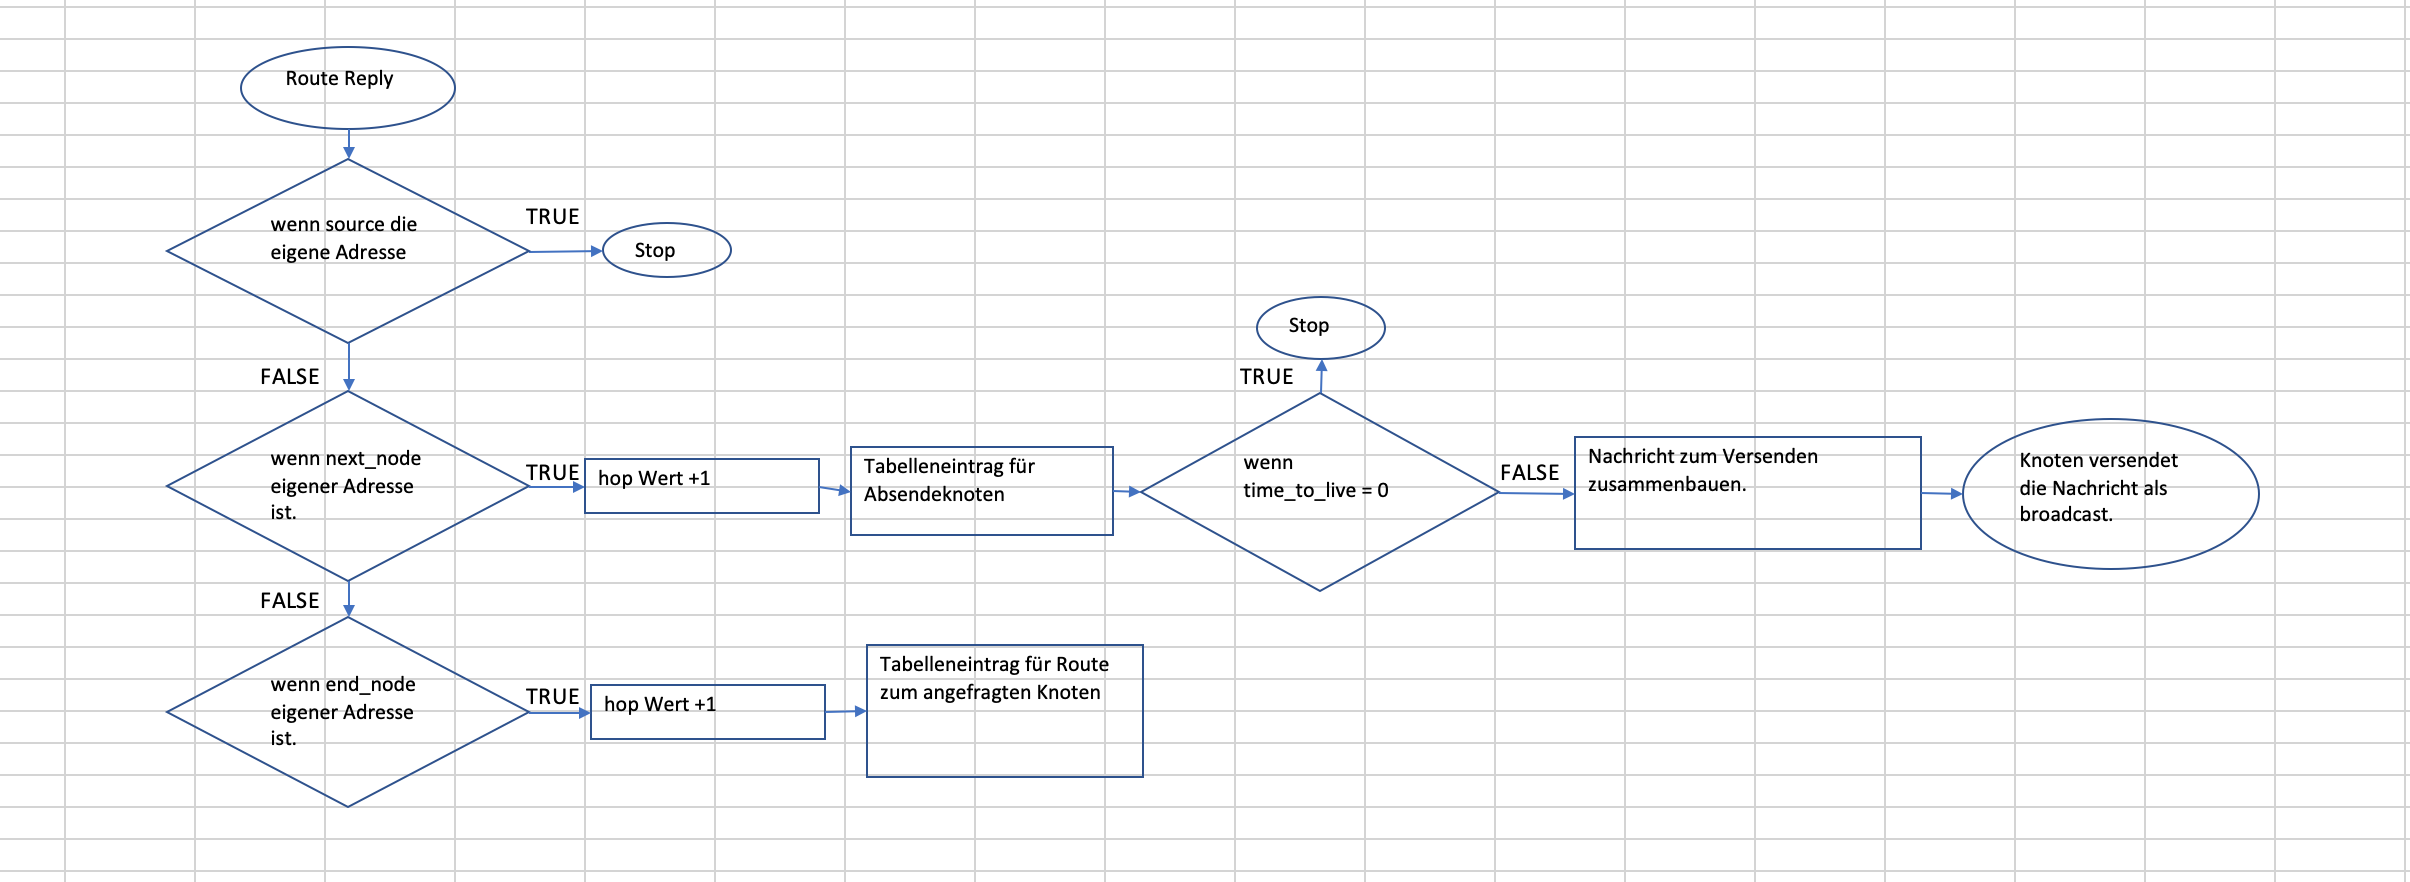 Route Reply
wenn source die
eigene Adresse
TRUE
Stop
FALSE
wenn next_node
eigener Adresse
ist.
TRUE
hop Wert +1
Tabelleneintrag für
Absendeknoten
wenn
time_to_live = 0
TRUE
Stop
FALSE
Nachricht zum Versenden
zusammenbauen.
Knoten versendet
die Nachricht als
broadcast.
FALSE
wenn end_node
eigener Adresse
ist.
TRUE
hop Wert +1
Tabelleneintrag für Route
zum angefragten Knoten